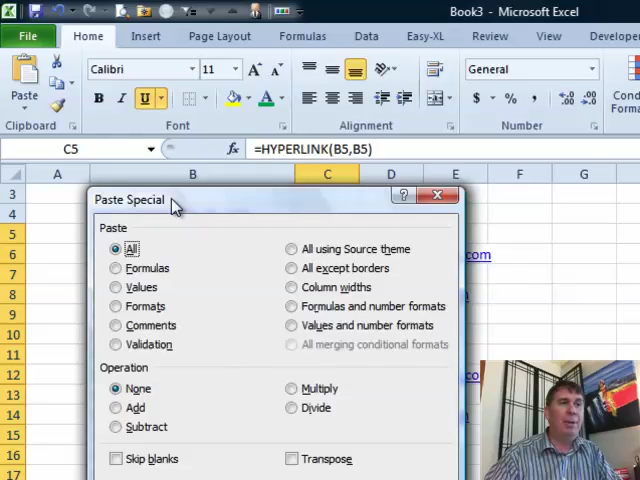 Book3 - Microsoft Excel
File Home Insert Page Layout Formulas Data Easy-XL Review View Developer
Paste
Calibri 11 A A General
B I U A $ % ,
Clipboard Font Alignment Number
C5 fx =HYPERLINK(B5,B5)
A B C D E F G
3
4
5
6 com
7
8
9
10
11
12 co
13
14
15
16
17
Paste Special
Paste
All All using Source theme
Formulas All except borders
Values Column widths
Formats Formulas and number formats
Comments Values and number formats
Validation All merging conditional formats
Operation
None Multiply
Add Divide
Subtract
Skip blanks Transpose